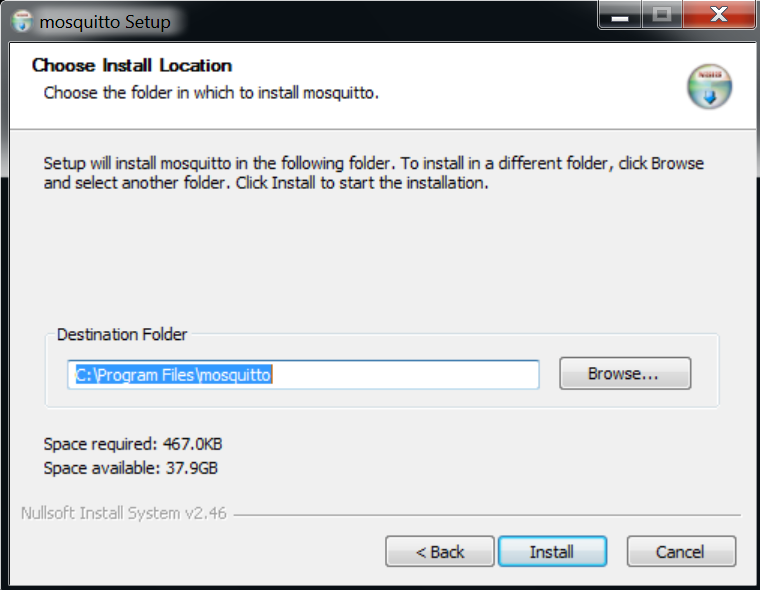 mosquitto Setup
Choose Install Location
Choose the folder in which to install mosquitto.
Setup will install mosquitto in the following folder. To install in a different folder, click Browse
and select another folder. Click Install to start the installation.
Destination Folder
C:\Program Files\mosquitto
Browse...
Space required: 467.0KB
Space available: 37.9GB
Nullsoft Install System v2.46
< Back
Install
Cancel